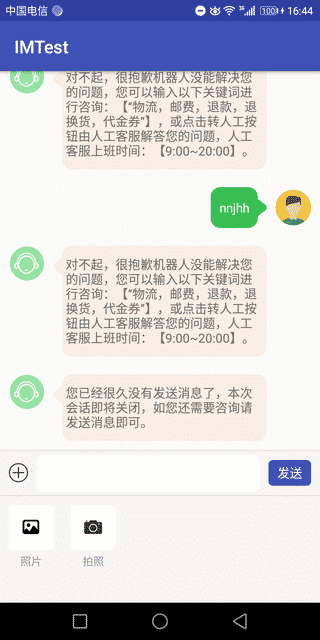 中国电信 100 16:44
IMTest
对不起，很抱歉机器人没能解决您
的问题，您可以输入以下关键词进
行咨询：【“物流，邮费，退款，退
换货，代金券”】，或点击转人工按
钮由人工客服解答您的问题，人工
客服上班时间：【9:00~20:00】。
nnjhh
对不起，很抱歉机器人没能解决您
的问题，您可以输入以下关键词进
行咨询：【“物流，邮费，退款，退
换货，代金券”】，或点击转人工按
钮由人工客服解答您的问题，人工
客服上班时间：【9:00~20:00】。
您已经很久没有发送消息了，本次
会话即将关闭，如您还需要咨询请
发送消息即可。
发送
照片 拍照